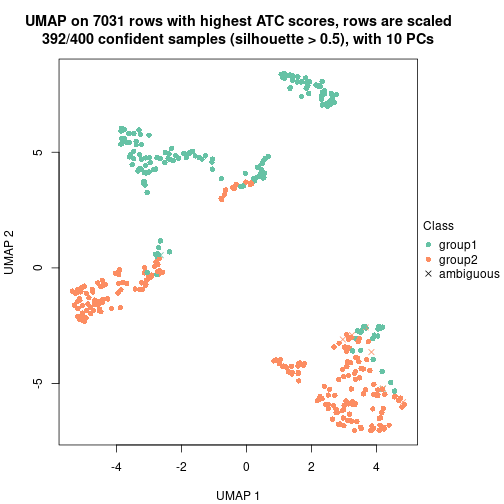 UMAP on 7031 rows with highest ATC scores, rows are scaled
392/400 confident samples (silhouette > 0.5), with 10 PCs
5
0
-5
UMAP 2
-4
-2
0
2
4
UMAP 1
Class
group1
group2
ambiguous